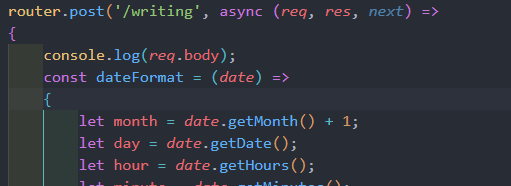 router.post('/writing', async (req, res, next) =>
{
console.log(req.body);
const dateFormat = (date) =>
{
let month = date.getMonth() + 1;
let day = date.getDate();
let hour = date.getHours();
let minute = date.getMinutes();